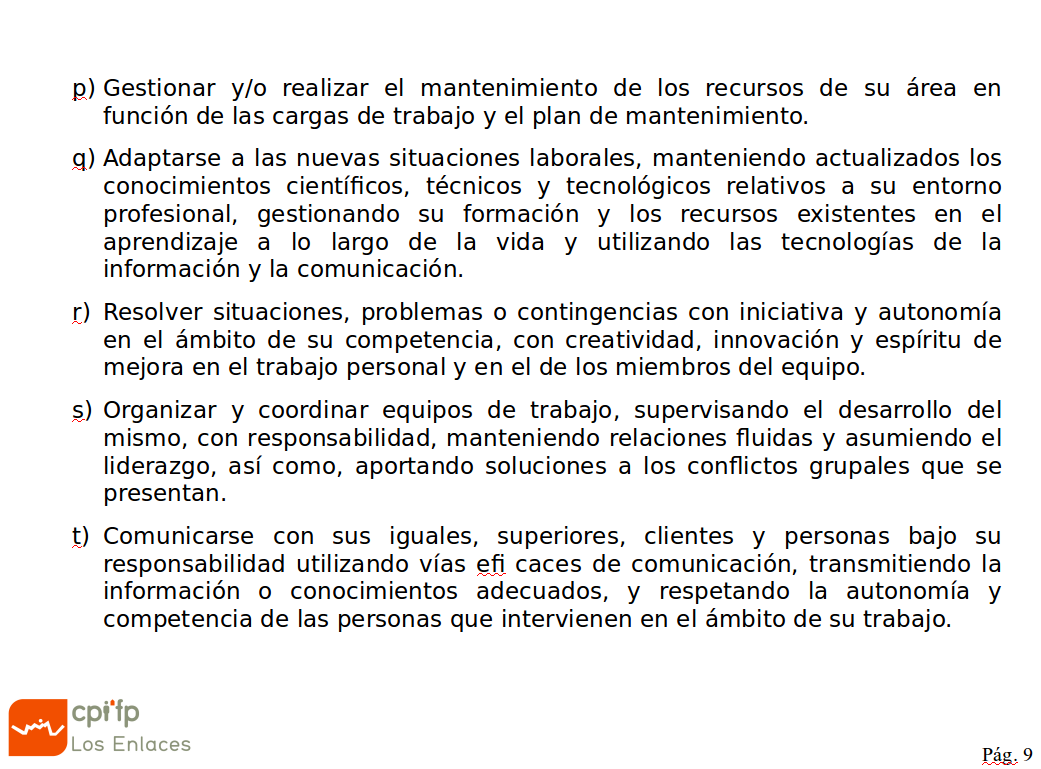 p) Gestionar y/o realizar el mantenimiento de los recursos de su área en
función de las cargas de trabajo y el plan de mantenimiento.
q) Adaptarse a las nuevas situaciones laborales, manteniendo actualizados los
conocimientos científicos, técnicos y tecnológicos relativos a su entorno
profesional, gestionando su formación y los recursos existentes en el
aprendizaje a lo largo de la vida y utilizando las tecnologías de la
información y la comunicación.
r) Resolver situaciones, problemas o contingencias con iniciativa y autonomía
en el ámbito de su competencia, con creatividad, innovación y espíritu de
mejora en el trabajo personal y en el de los miembros del equipo.
s) Organizar y coordinar equipos de trabajo, supervisando el desarrollo del
mismo, con responsabilidad, manteniendo relaciones fluidas y asumiendo el
liderazgo, así como, aportando soluciones a los conflictos grupales que se
presentan.
t) Comunicarse con sus iguales, superiores, clientes y personas bajo su
responsabilidad utilizando vías efi caces de comunicación, transmitiendo la
información o conocimientos adecuados, y respetando la autonomía y
competencia de las personas que intervienen en el ámbito de su trabajo.
cpiifp
Los Enlaces
Pág. 9